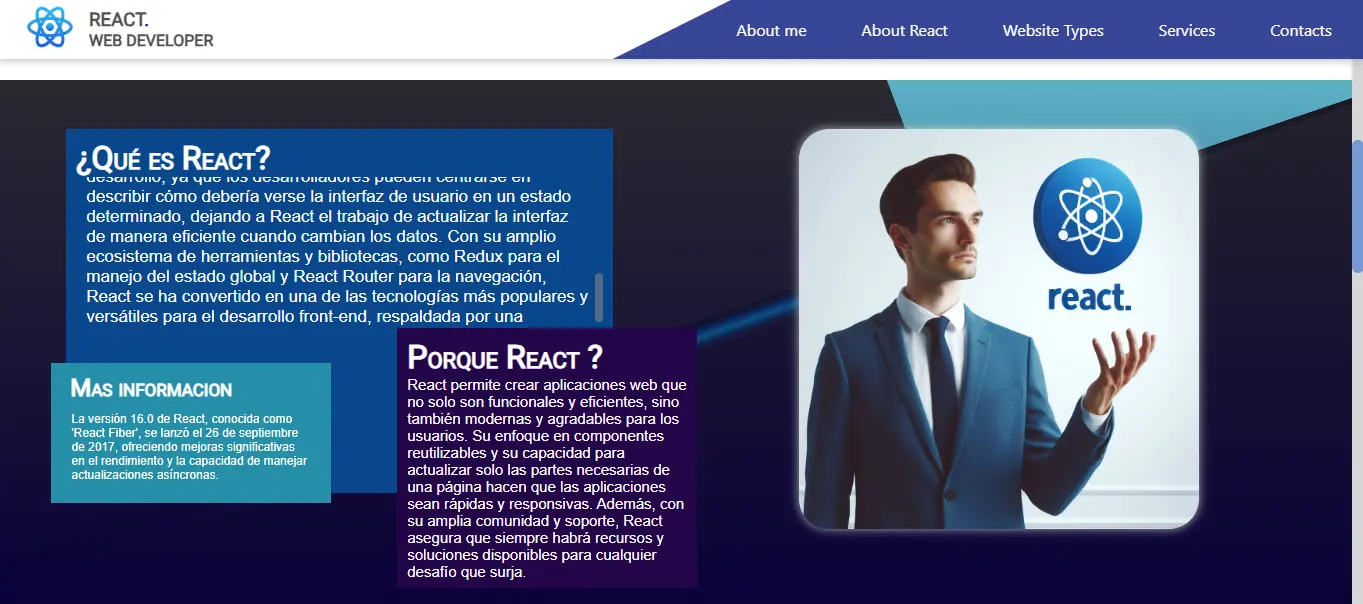 REACT.
WEB DEVELOPER
About me
About React
Website Types
Services
Contacts
¿Qué es React?
desarrollo, ya que los desarrolladores pueden centrarse en
describir cómo debería verse la interfaz de usuario en un estado
determinado, dejando a React el trabajo de actualizar la interfaz
de manera eficiente cuando cambian los datos. Con su amplio
ecosistema de herramientas y bibliotecas, como Redux para el
manejo del estado global y React Router para la navegación,
React se ha convertido en una de las tecnologías más populares y
versátiles para el desarrollo front-end, respaldada por una
Mas informacion
La versión 16.0 de React, conocida como
'React Fiber', se lanzó el 26 de septiembre
de 2017, ofreciendo mejoras significativas
en el rendimiento y la capacidad de manejar
actualizaciones asíncronas.
Porque React ?
React permite crear aplicaciones web que
no solo son funcionales y eficientes, sino
también modernas y agradables para los
usuarios. Su enfoque en componentes
reutilizables y su capacidad para
actualizar solo las partes necesarias de
una página hacen que las aplicaciones
sean rápidas y responsivas. Además, con
su amplia comunidad y soporte, React
asegura que siempre habrá recursos y
soluciones disponibles para cualquier
desafío que surja.
react.